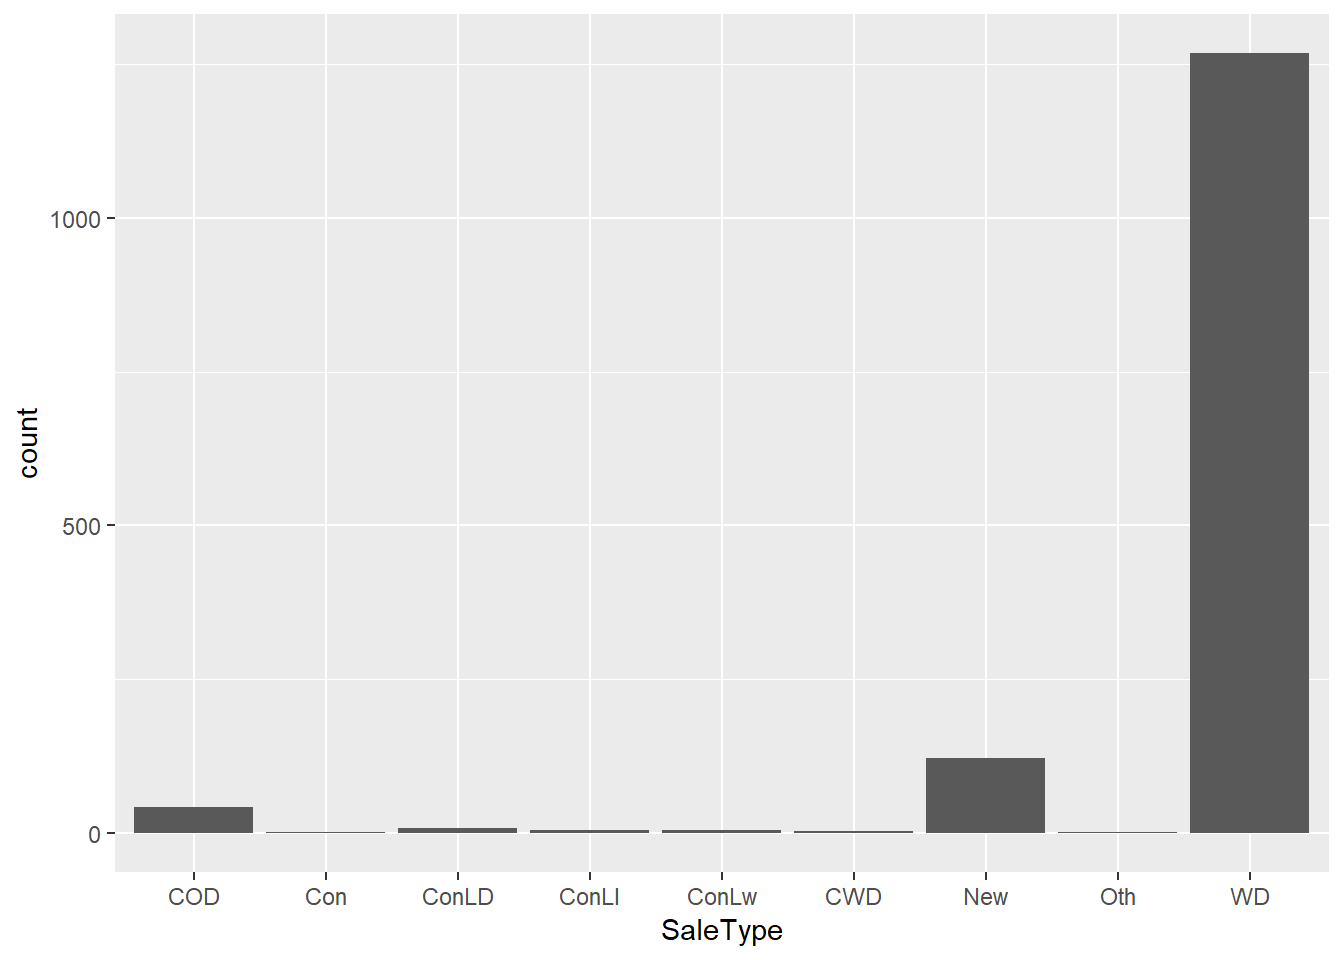 count
1000
500
0
COD Con ConLD ConLI ConLw CWD New Oth WD
SaleType